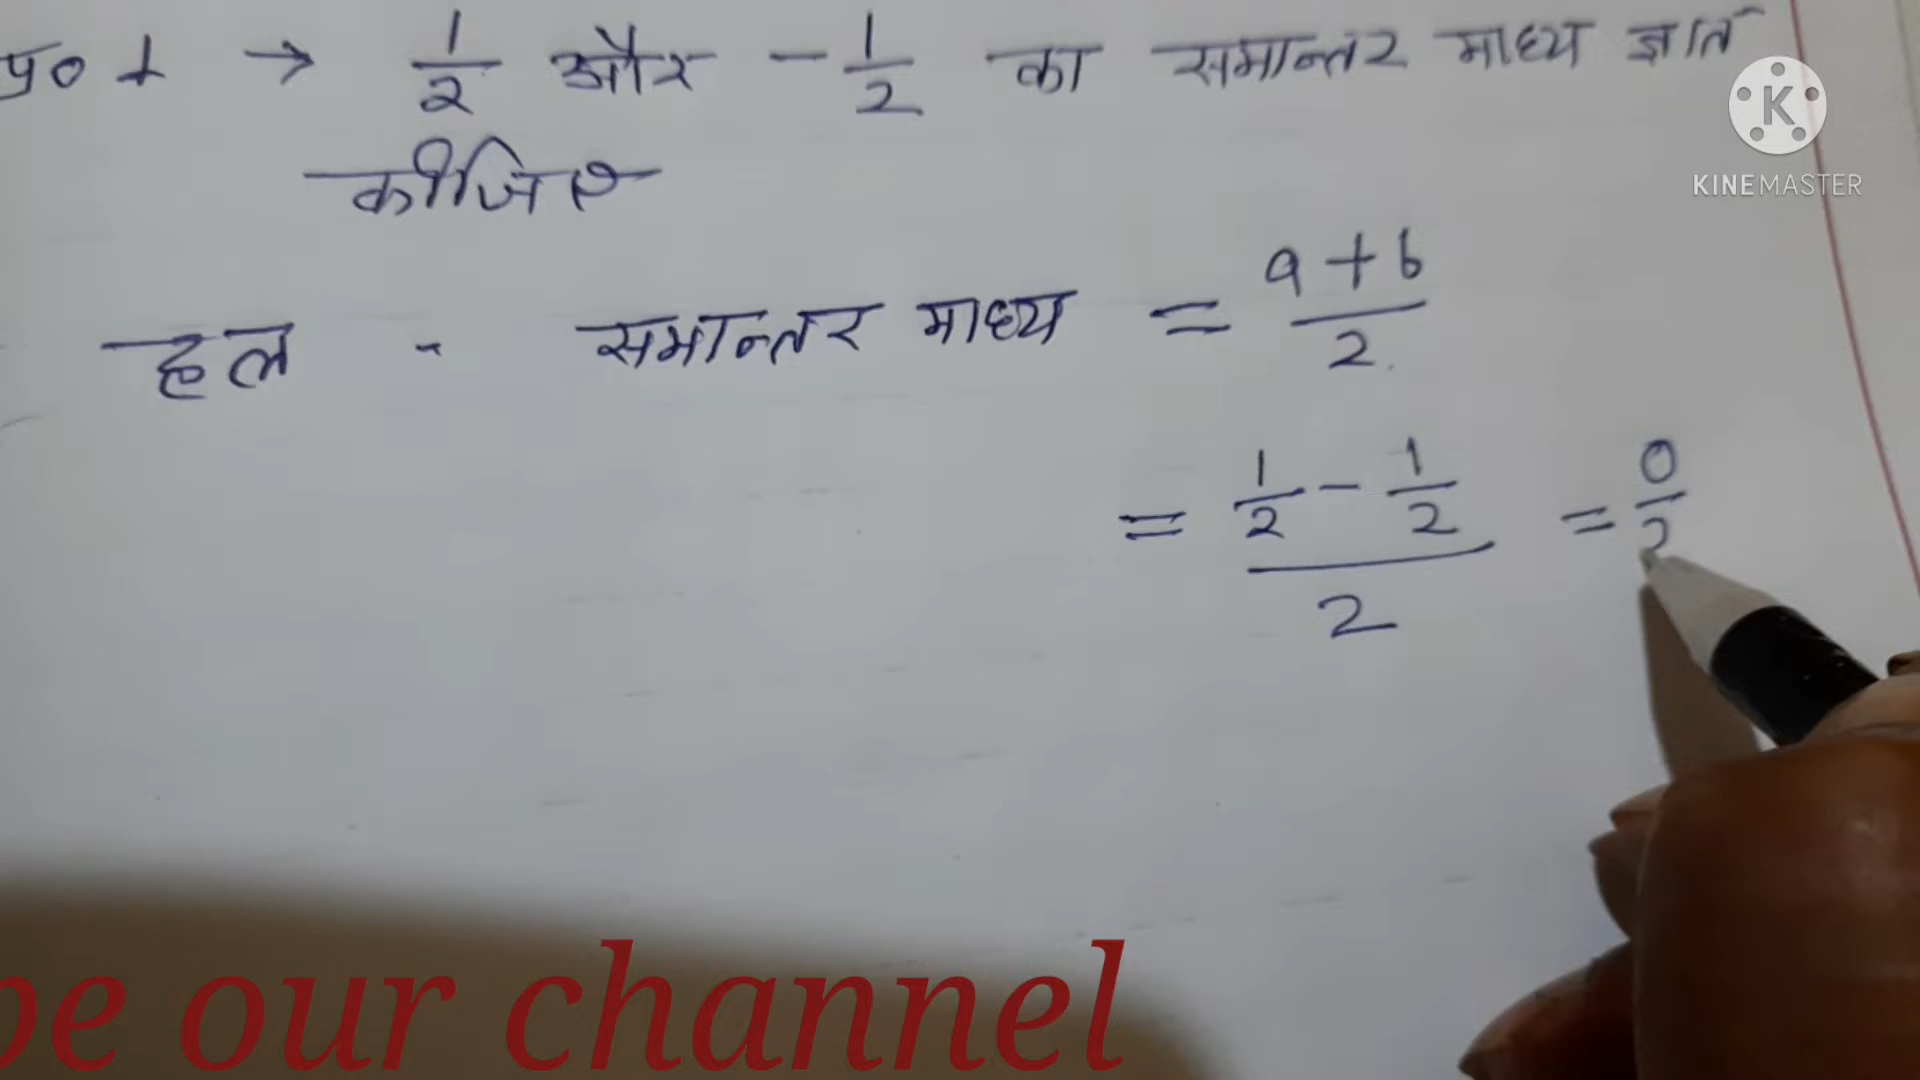 प्र० 1 → 1/2 और -1/2 का समान्तर माध्य ज्ञात
कीजिए
KINEMASTER
हल - समान्तर माध्य = a+b/2
= 1/2 - 1/2 / 2 = 0/2
be our channel